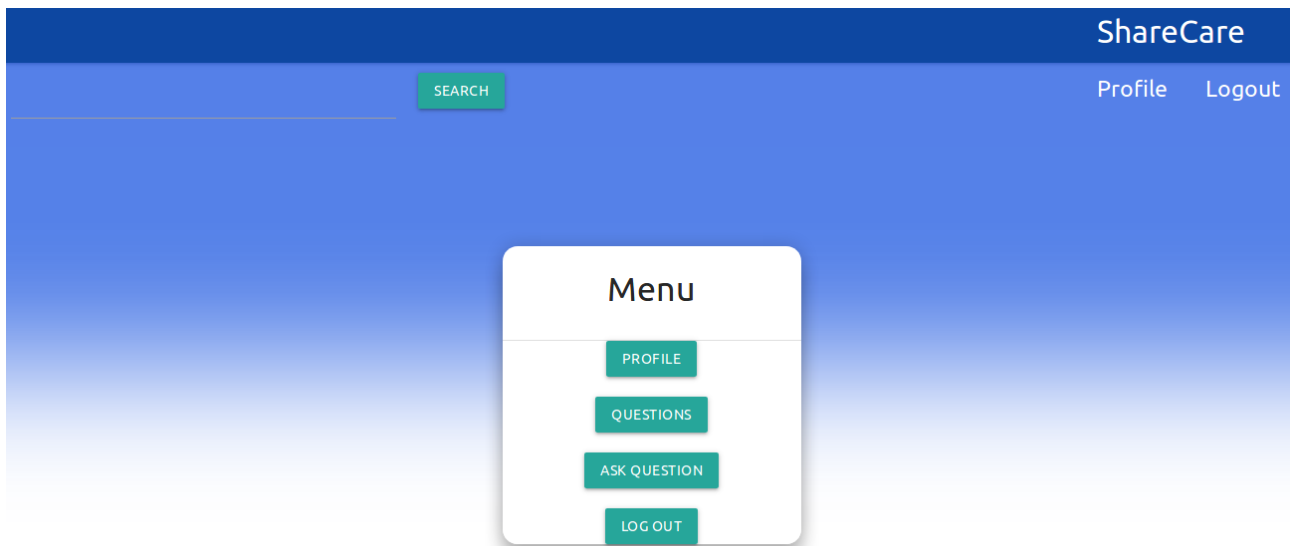 ShareCare
SEARCH
Profile Logout
Menu
PROFILE
QUESTIONS
ASK QUESTION
LOG OUT